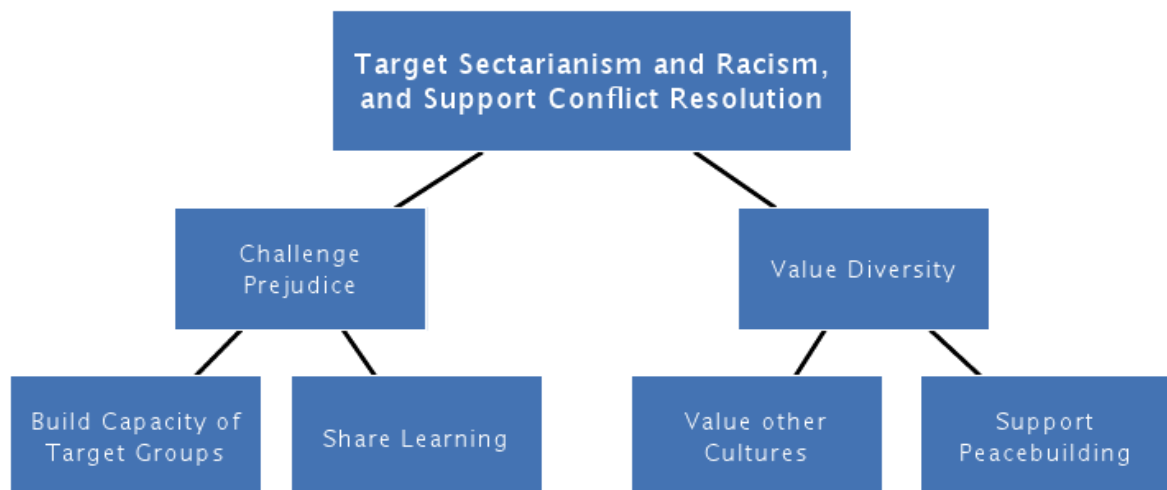 Target Sectarianism and Racism,
and Support Conflict Resolution
Challenge
Prejudice
Value Diversity
Build Capacity of
Target Groups
Share Learning
Value other
Cultures
Support
Peacebuilding